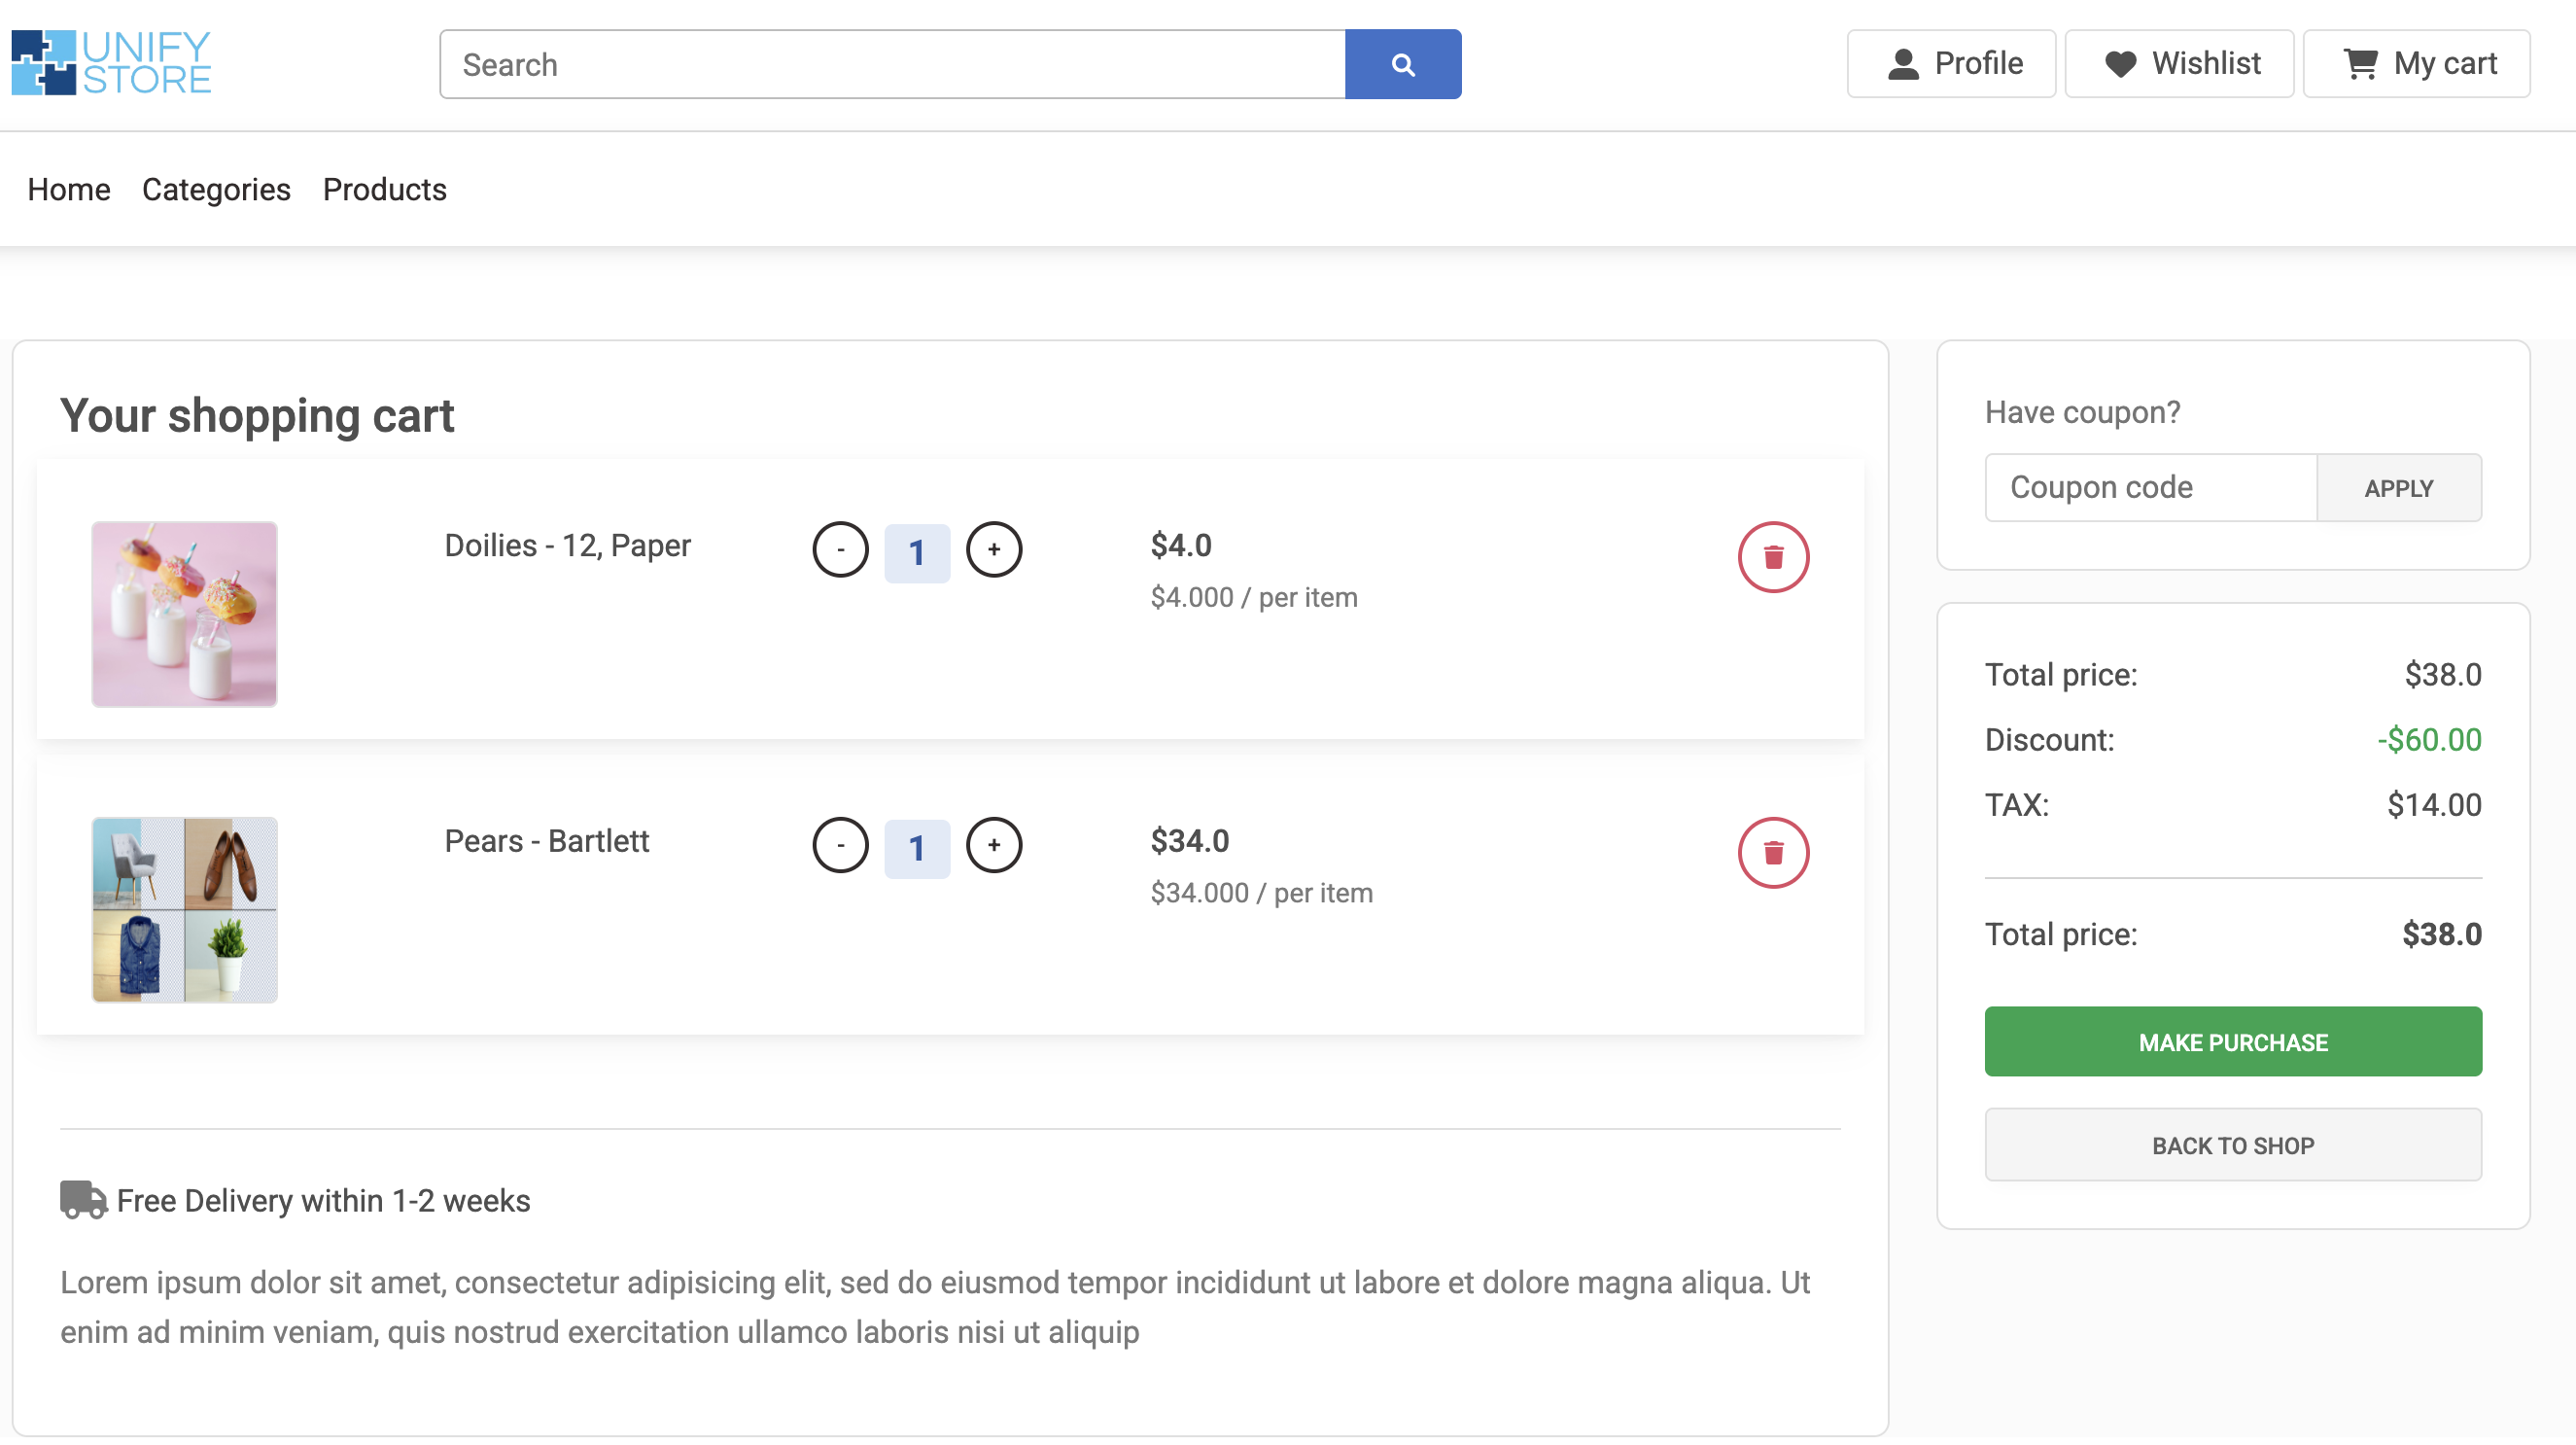 UNIFY
STORE
Search
Profile
Wishlist
My cart
Home
Categories
Products
Your shopping cart
Doilies - 12, Paper
-
1
+
$4.0
$4.000 / per item
Pears - Bartlett
-
1
+
$34.0
$34.000 / per item
Free Delivery within 1-2 weeks
Lorem ipsum dolor sit amet, consectetur adipisicing elit, sed do eiusmod tempor incididunt ut labore et dolore magna aliqua. Ut
enim ad minim veniam, quis nostrud exercitation ullamco laboris nisi ut aliquip
Have coupon?
Coupon code
APPLY
Total price: $38.0
Discount: -$60.00
TAX: $14.00
Total price: $38.0
MAKE PURCHASE
BACK TO SHOP